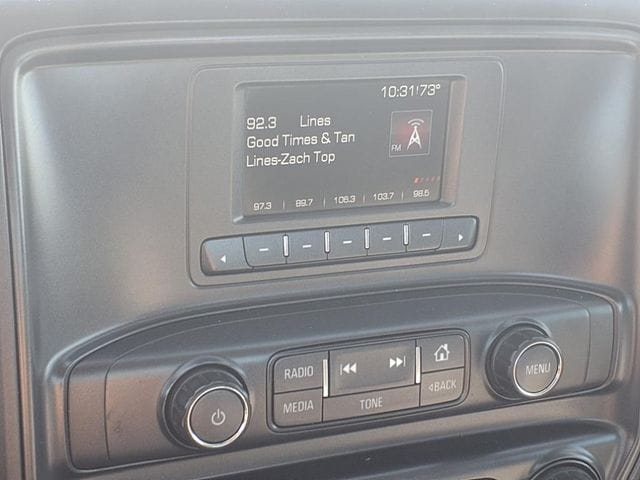 10:31 73°
92.3 Lines
Good Times & Tan
Lines-Zach Top
FM
97.3 89.7 106.3 103.7 98.5
RADIO
MEDIA
TONE
BACK
MENU